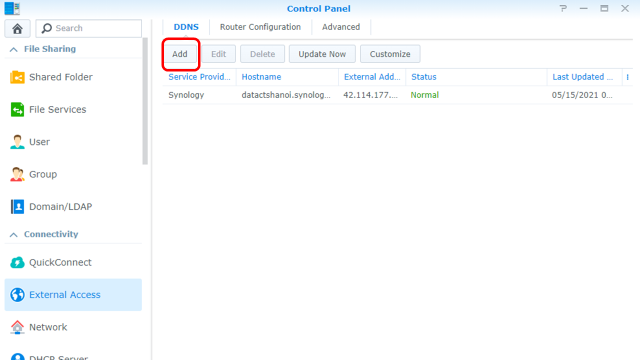 Control Panel
Search
File Sharing
Shared Folder
File Services
User
Group
Domain/LDAP
Connectivity
QuickConnect
External Access
Network
DHCP Server
DDNS Router Configuration Advanced
Add Edit Delete Update Now Customize
Service Provid... Hostname External Add... Status Last Updated ...
Synology datactshanoi.synolog... 42.114.177.... Normal 05/15/2021 0...